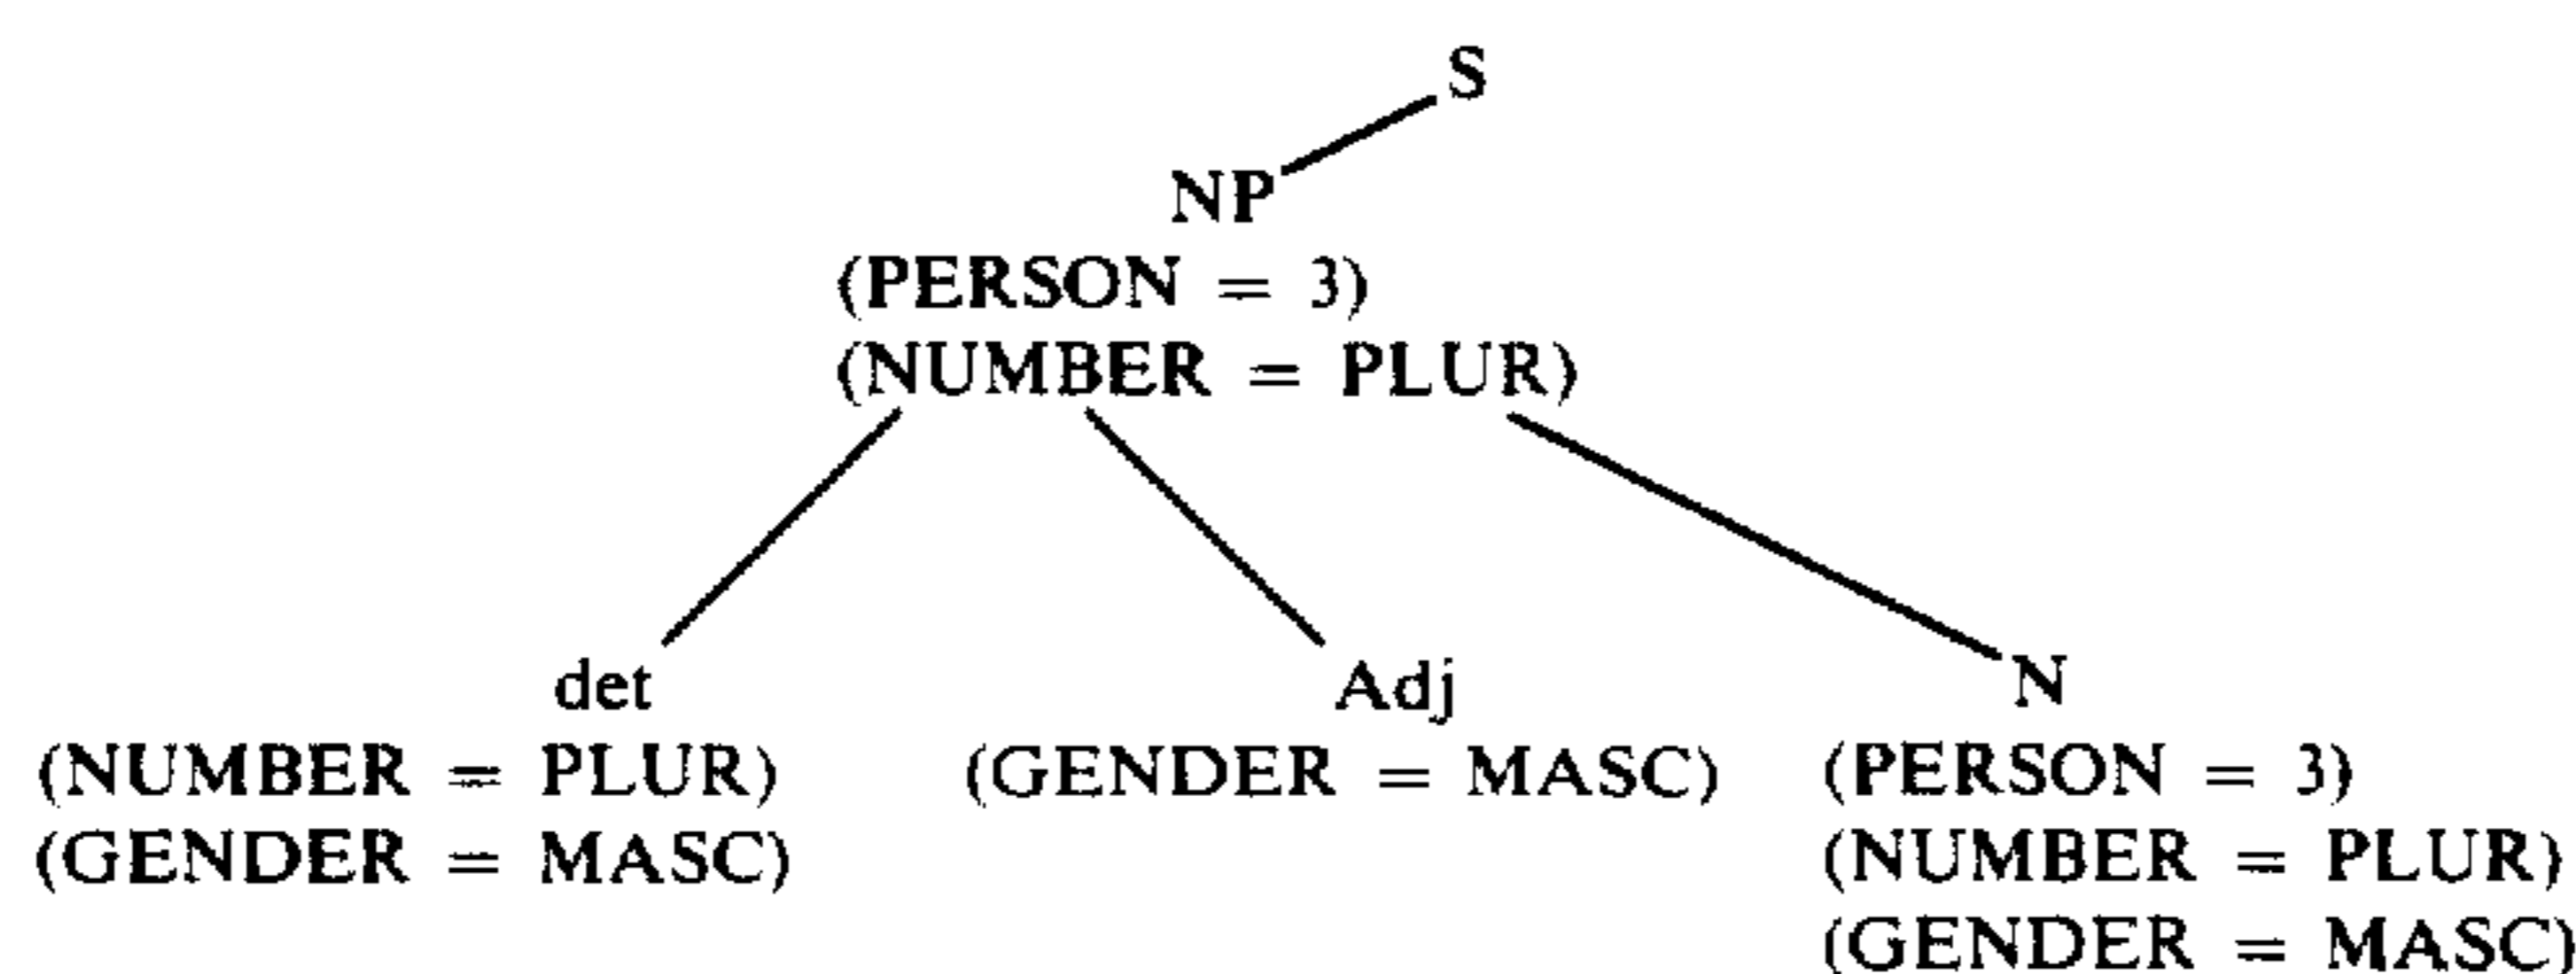 S
NP
(PERSON = 3)
(NUMBER = PLUR)
det Adj N
(NUMBER = PLUR) (GENDER = MASC) (PERSON = 3)
(GENDER = MASC) (NUMBER = PLUR)
(GENDER = MASC)